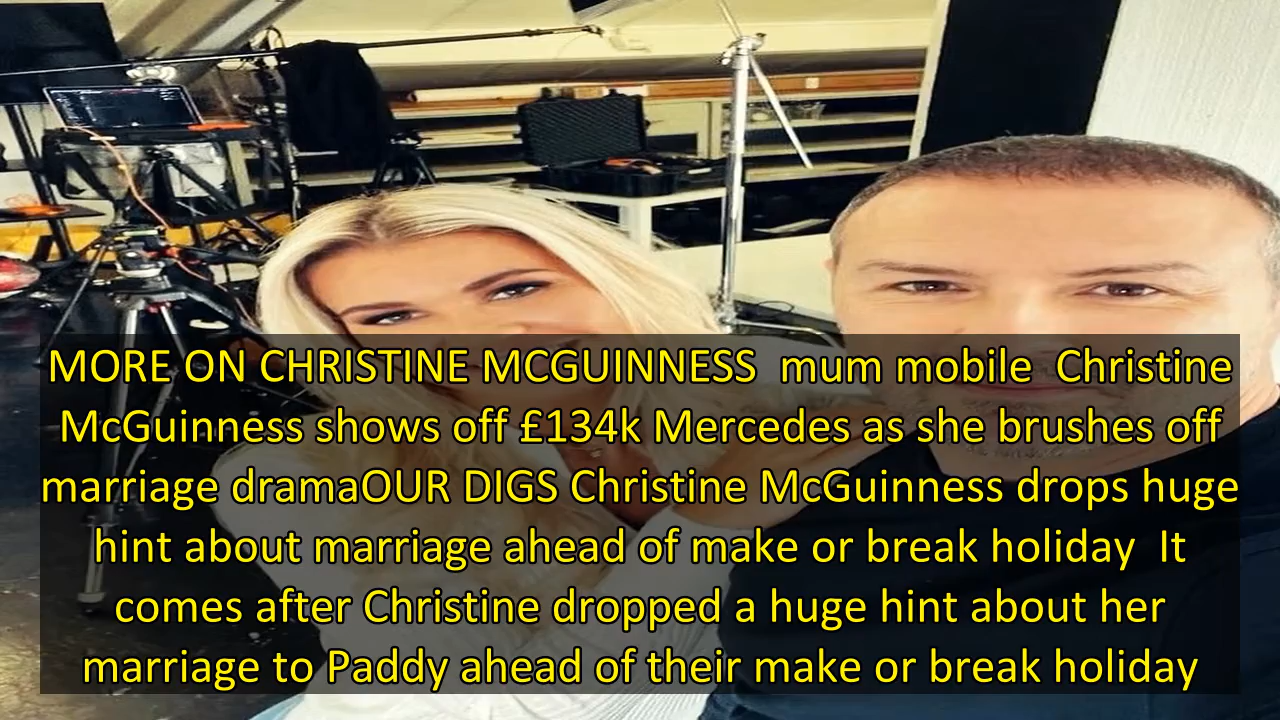 MORE ON CHRISTINE MCGUINNESS  mum mobile  Christine
McGuinness shows off £134k Mercedes as she brushes off
marriage dramaOUR DIGS Christine McGuinness drops huge
hint about marriage ahead of make or break holiday  It
comes after Christine dropped a huge hint about her
marriage to Paddy ahead of their make or break holiday